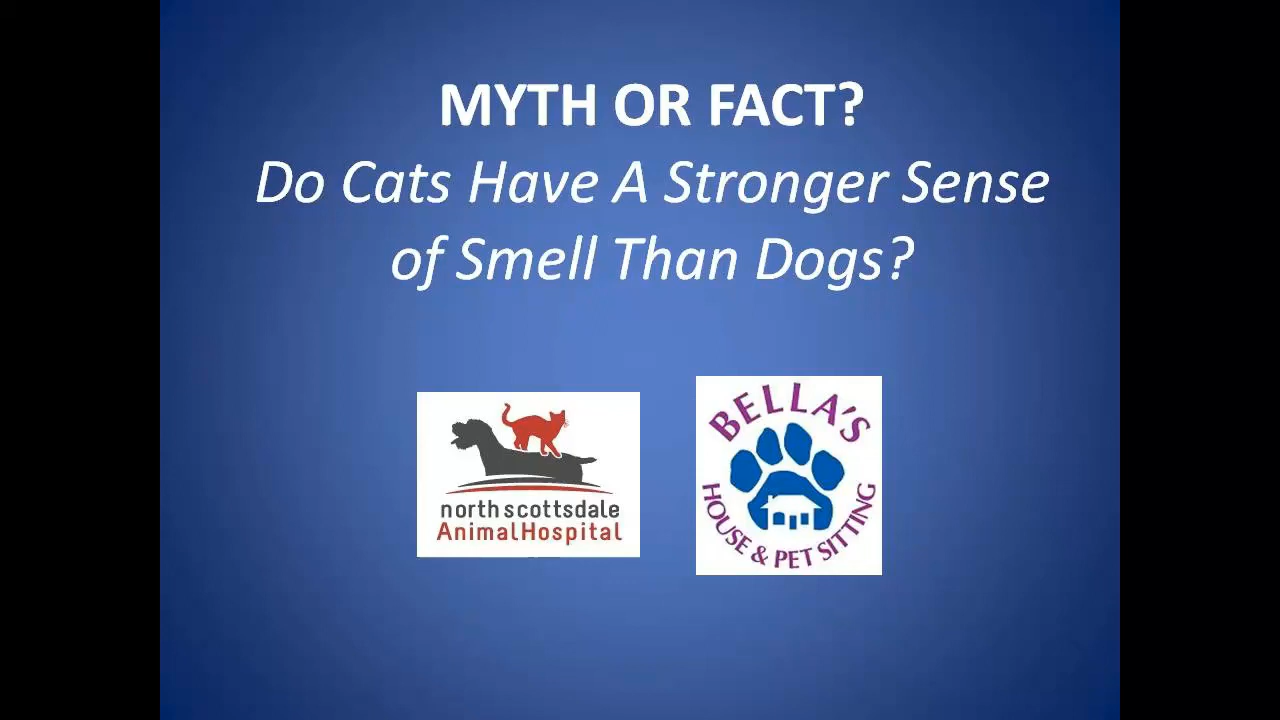 MYTH OR FACT?
Do Cats Have A Stronger Sense
of Smell Than Dogs?
north scottsdale
AnimalHospital
BELLA'S
HOUSE & PET SITTING